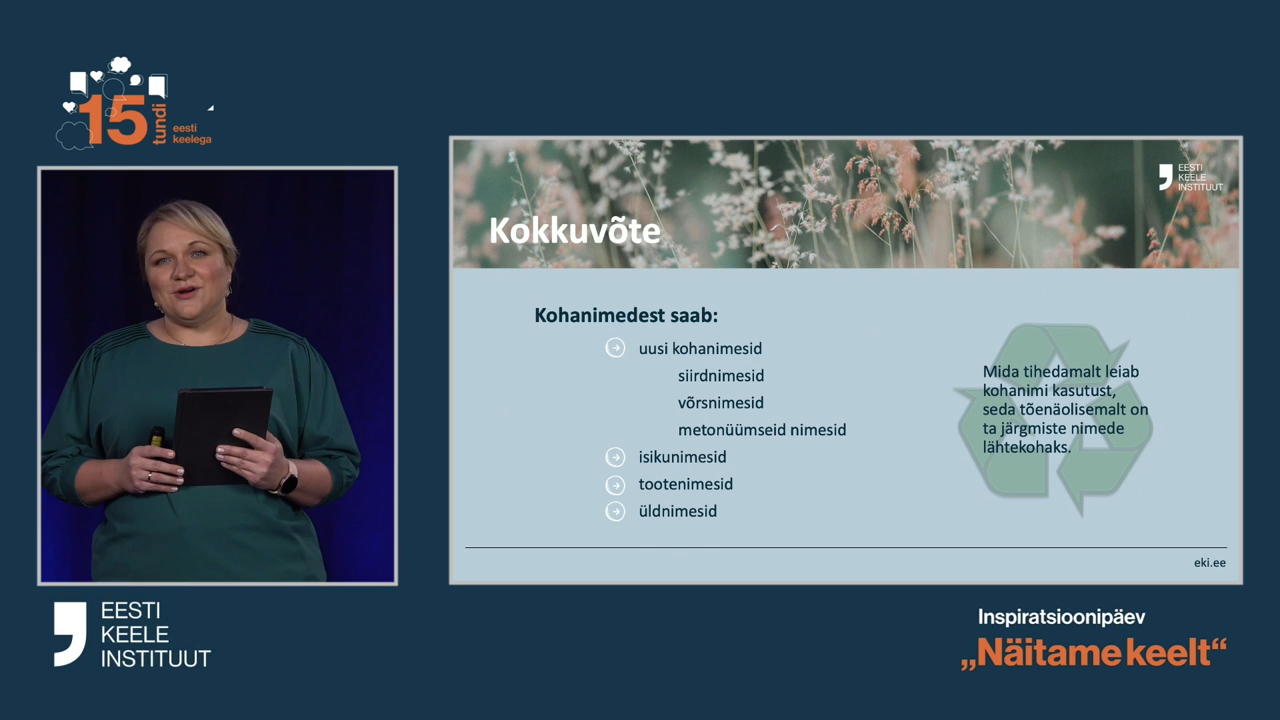 15
tundi
eesti
keelega
EESTI
KEELE
INSTITUUT
Kokkuvõte
Kohanimedest saab:
uusi kohanimesid
siirdnimesid
võrsnimesid
metonüümseid nimesid
isikunimesid
tootenimesid
üldnimesid
Mida tihedamalt leiab
kohanimi kasutust,
seda tõenäolisemalt on
ta järgmiste nimede
lähtekohaks.
eki.ee
EESTI
KEELE
INSTITUUT
Inspiratsioonipäev
„Näitame keelt“